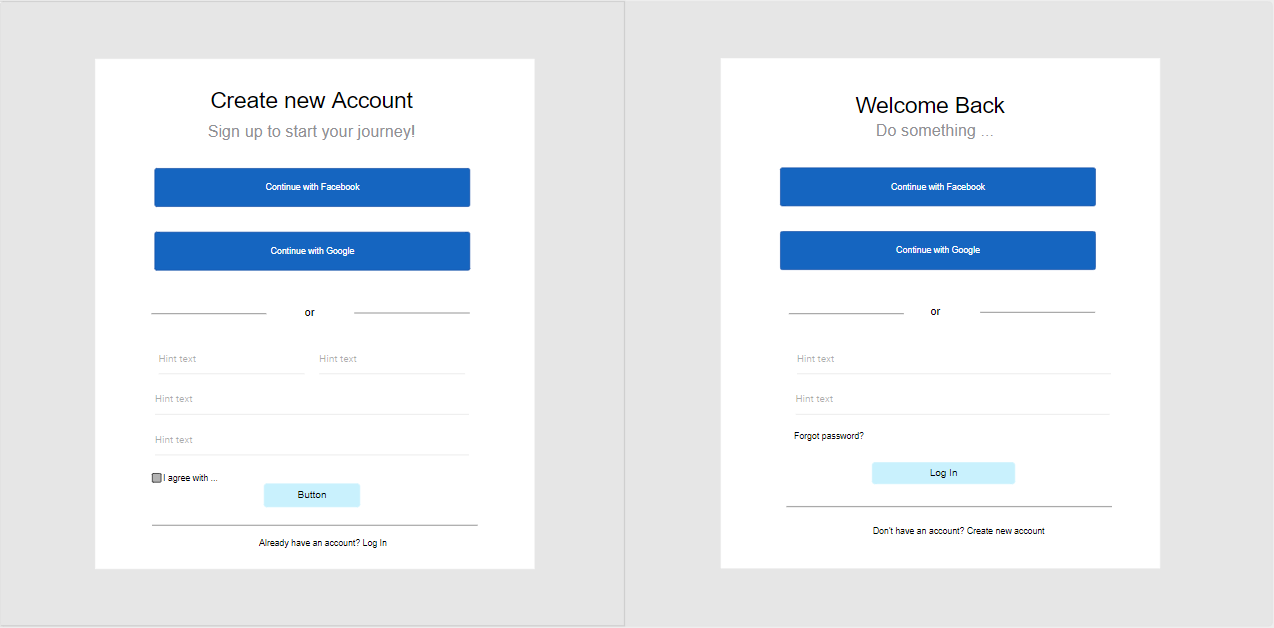 Create new Account
Sign up to start your journey!
Continue with Facebook
Continue with Google
or
Hint text
Hint text
Hint text
Hint text
I agree with ...
Button
Already have an account? Log In
Welcome Back
Do something ...
Continue with Facebook
Continue with Google
or
Hint text
Hint text
Forgot password?
Log In
Don't have an account? Create new account